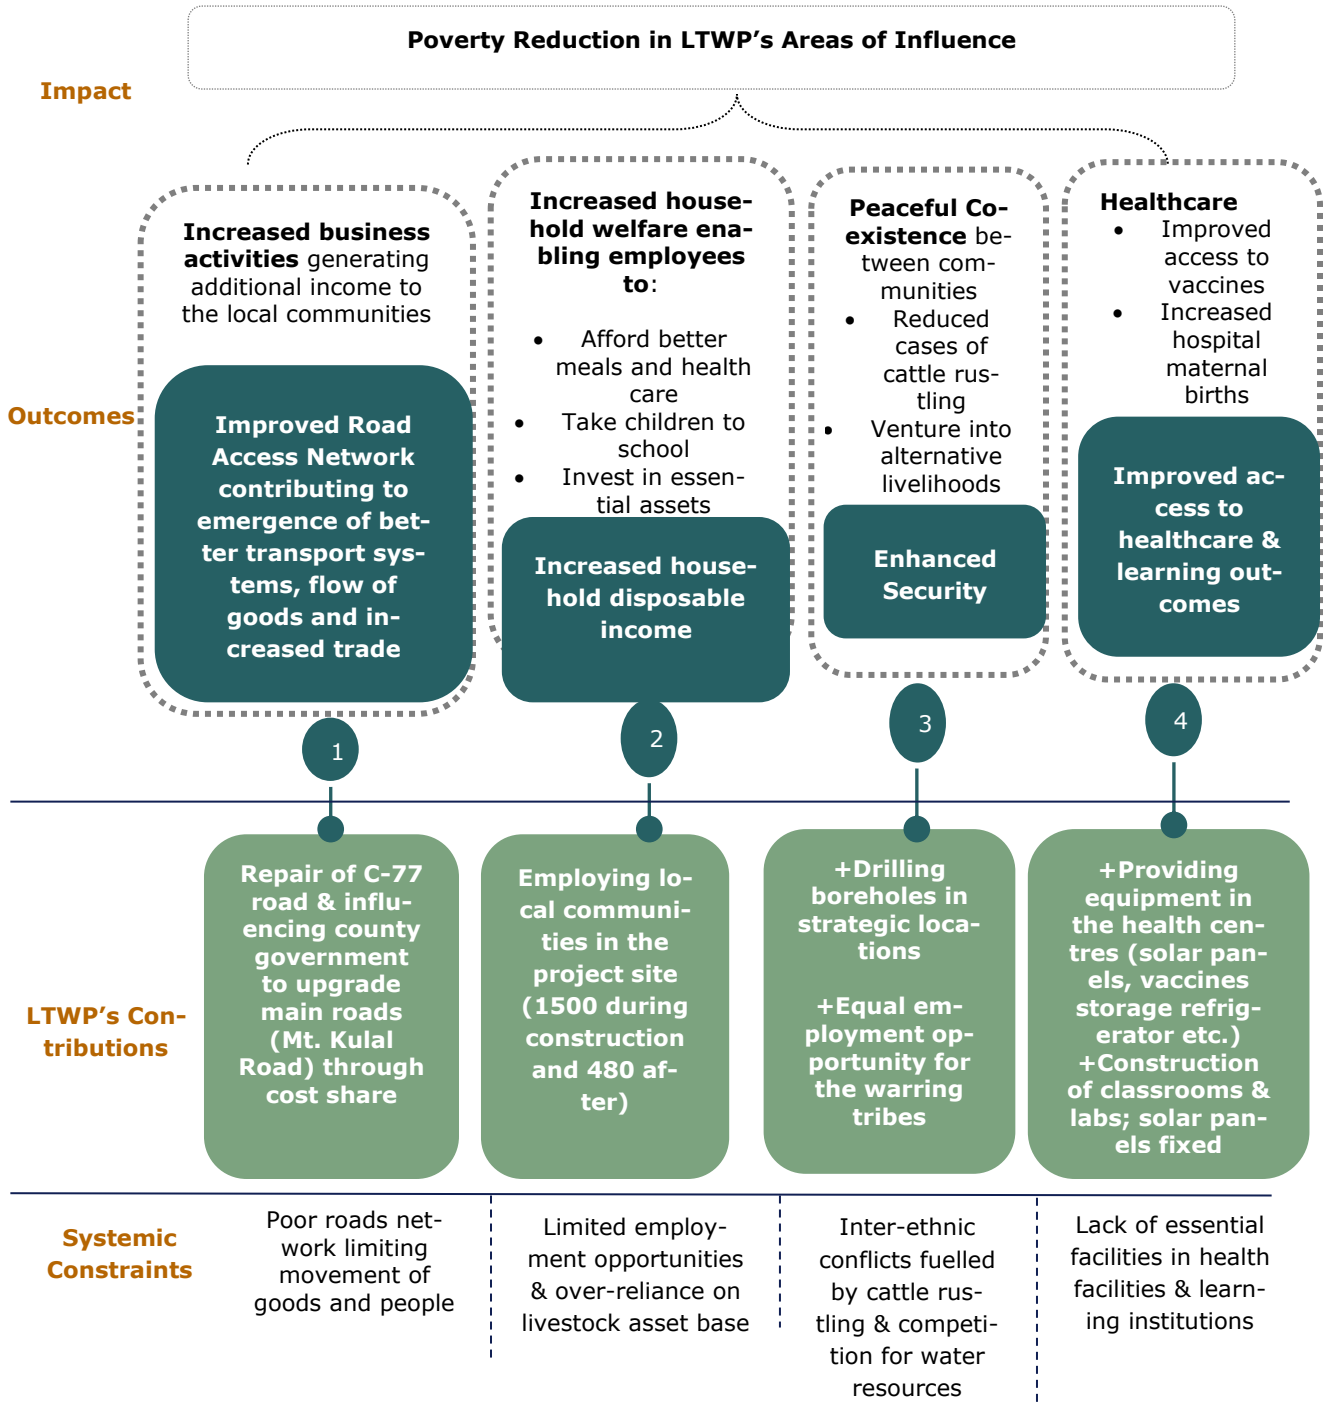 Poverty Reduction in LTWP’s Areas of Influence
Impact
Outcomes
Increased business
activities generating
additional income to
the local communities
Improved Road
Access Network
contributing to
emergence of bet-
ter transport sys-
tems, flow of
goods and in-
creased trade
Increased house-
hold welfare ena-
bling employees
to:
• Afford better
meals and health
care
• Take children to
school
• Invest in essen-
tial assets
Increased house-
hold disposable
income
Peaceful Co-
existence be-
tween com-
munities
• Reduced
cases of
cattle rus-
tling
• Venture into
alternative
livelihoods
Enhanced
Security
Healthcare
• Improved
access to
vaccines
• Increased
hospital
maternal
births
Improved ac-
cess to
healthcare &
learning out-
comes
1
2
3
4
LTWP’s Con-
tributions
Repair of C-77
road & influ-
encing county
government
to upgrade
main roads
(Mt. Kulal
Road) through
cost share
Employing lo-
cal communi-
ties in the
project site
(1500 during
construction
and 480 af-
ter)
+Drilling
boreholes in
strategic loca-
tions
+Equal em-
ployment op-
portunity for
the warring
tribes
+Providing
equipment in
the health cen-
tres (solar pan-
els, vaccines
storage refrig-
erator etc.)
+Construction
of classrooms &
labs; solar pan-
els fixed
Systemic
Constraints
Poor roads net-
work limiting
movement of
goods and people
Limited employ-
ment opportunities
& over-reliance on
livestock asset base
Inter-ethnic
conflicts fuelled
by cattle rus-
tling & competi-
tion for water
resources
Lack of essential
facilities in health
facilities & learn-
ing institutions